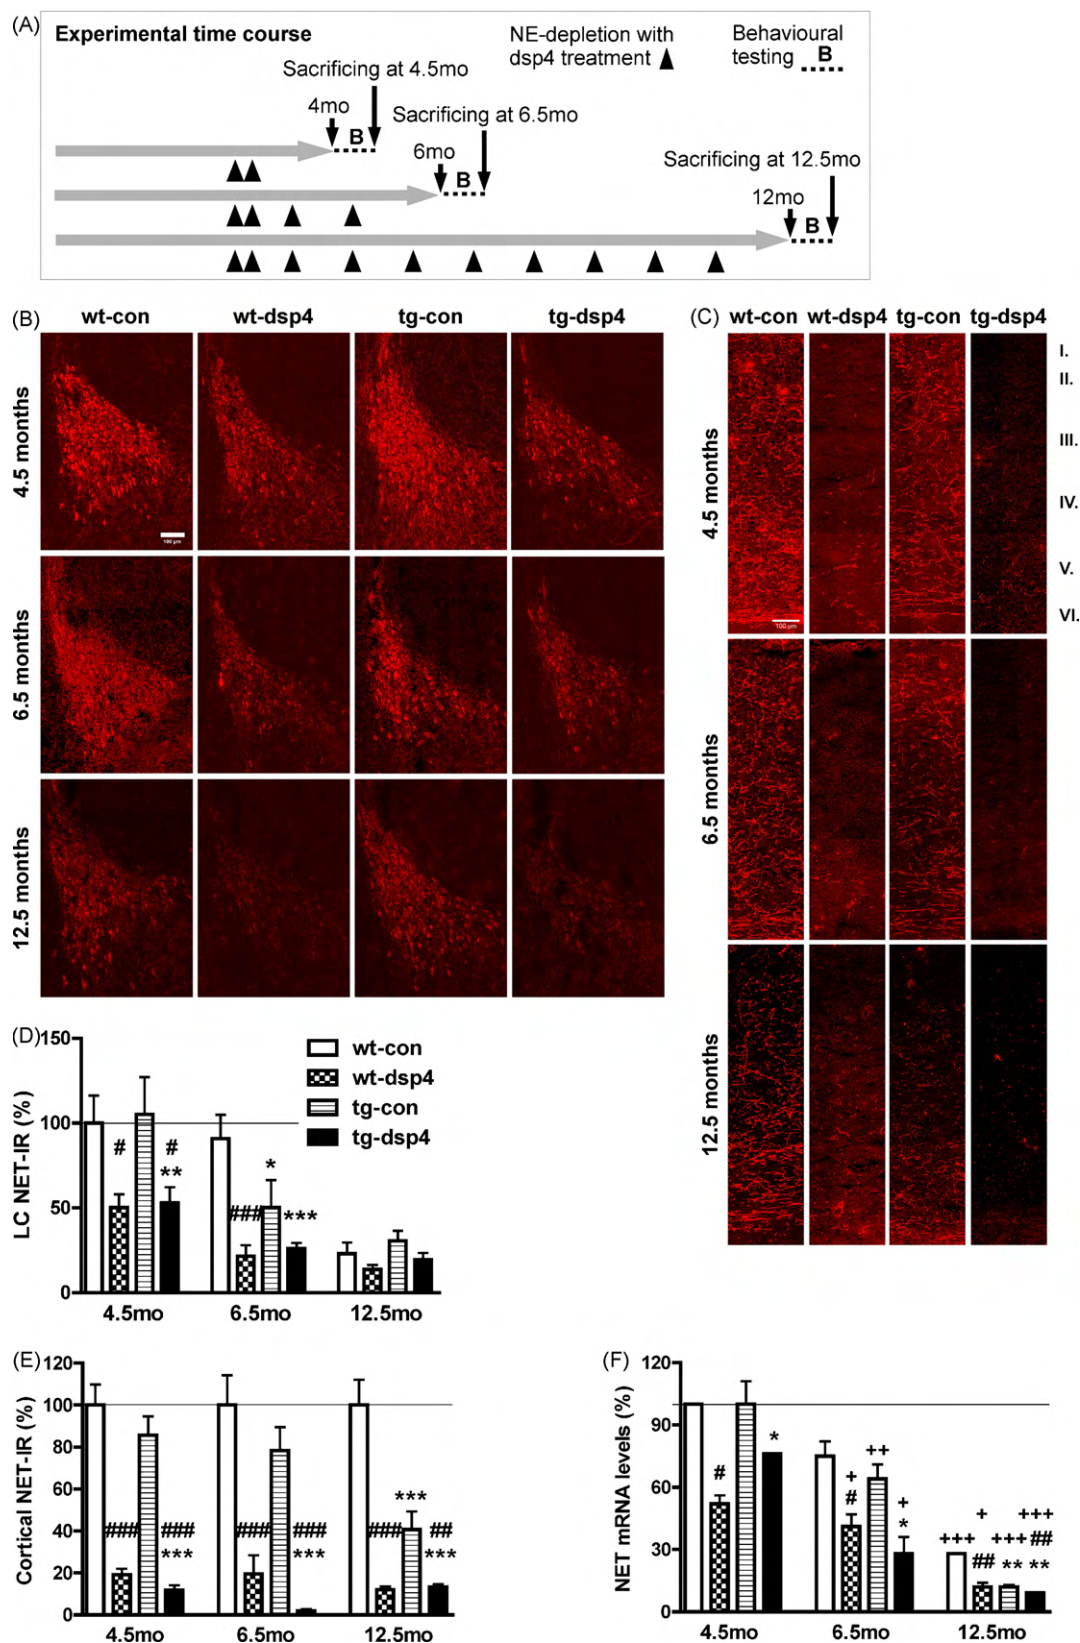 (A)
Experimental time course
NE-depletion with
dsp4 treatment
Behavioural
testing B
Sacrificing at 4.5mo
4mo
B
Sacrificing at 6.5mo
6mo
B
Sacrificing at 12.5mo
12mo
B
(B)
wt-con wt-dsp4 tg-con tg-dsp4
4.5 months
100 µm
6.5 months
12.5 months
(C)
wt-con wt-dsp4 tg-con tg-dsp4
4.5 months
I.
II.
III.
IV.
V.
VI.
100 µm
6.5 months
12.5 months
(D)
LC NET-IR (%)
150
100
50
0
wt-con
wt-dsp4
tg-con
tg-dsp4
# #
**
### * ***
4.5mo 6.5mo 12.5mo
(E)
Cortical NET-IR (%)
120
100
80
60
40
20
0
### ###
***
### ###
***
### *** ##
***
4.5mo 6.5mo 12.5mo
(F)
NET mRNA levels (%)
120
90
60
30
0
# *
+
#
++
+
*
+++
+
##
+++
**
+++
##
**
4.5mo 6.5mo 12.5mo